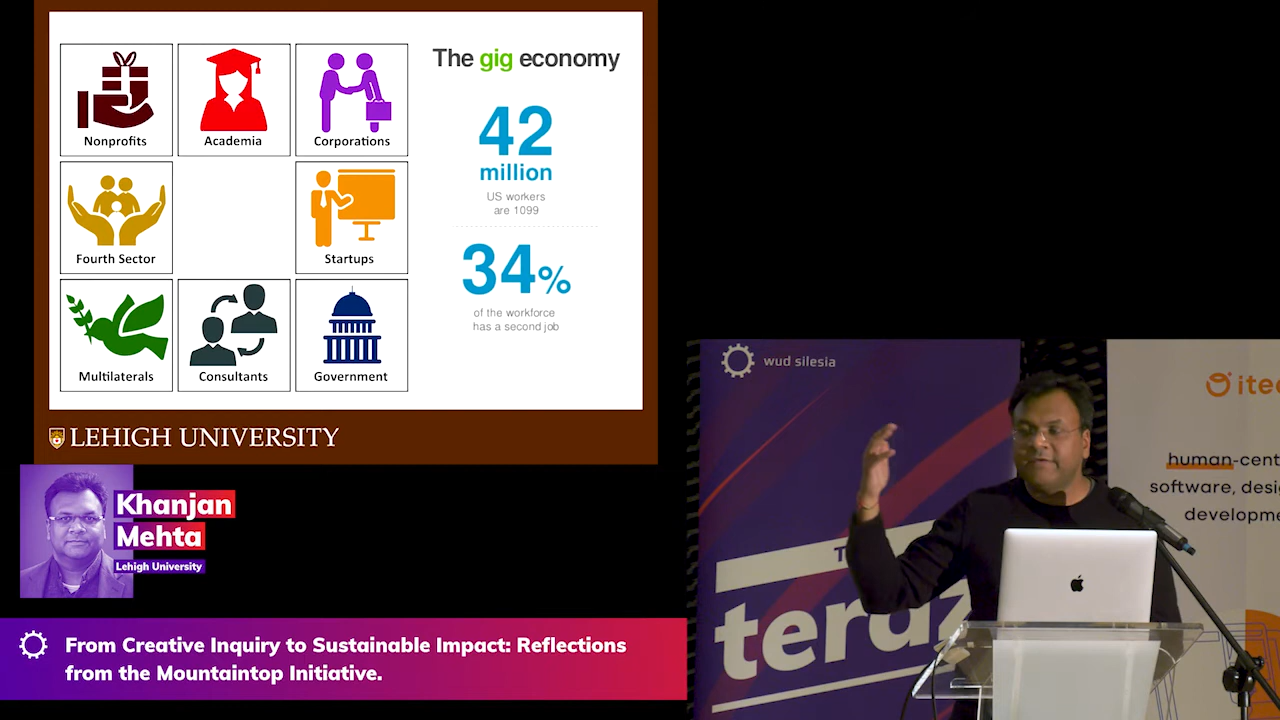 Nonprofits
Academia
Corporations
Fourth Sector
Startups
Multilaterals
Consultants
Government
The gig economy
42
million
US workers
are 1099
34%
of the workforce
has a second job
LEHIGH UNIVERSITY
Khanjan
Mehta
Lehigh University
From Creative Inquiry to Sustainable Impact: Reflections
from the Mountaintop Initiative.
wud silesia
human-cent
software, desi
developme